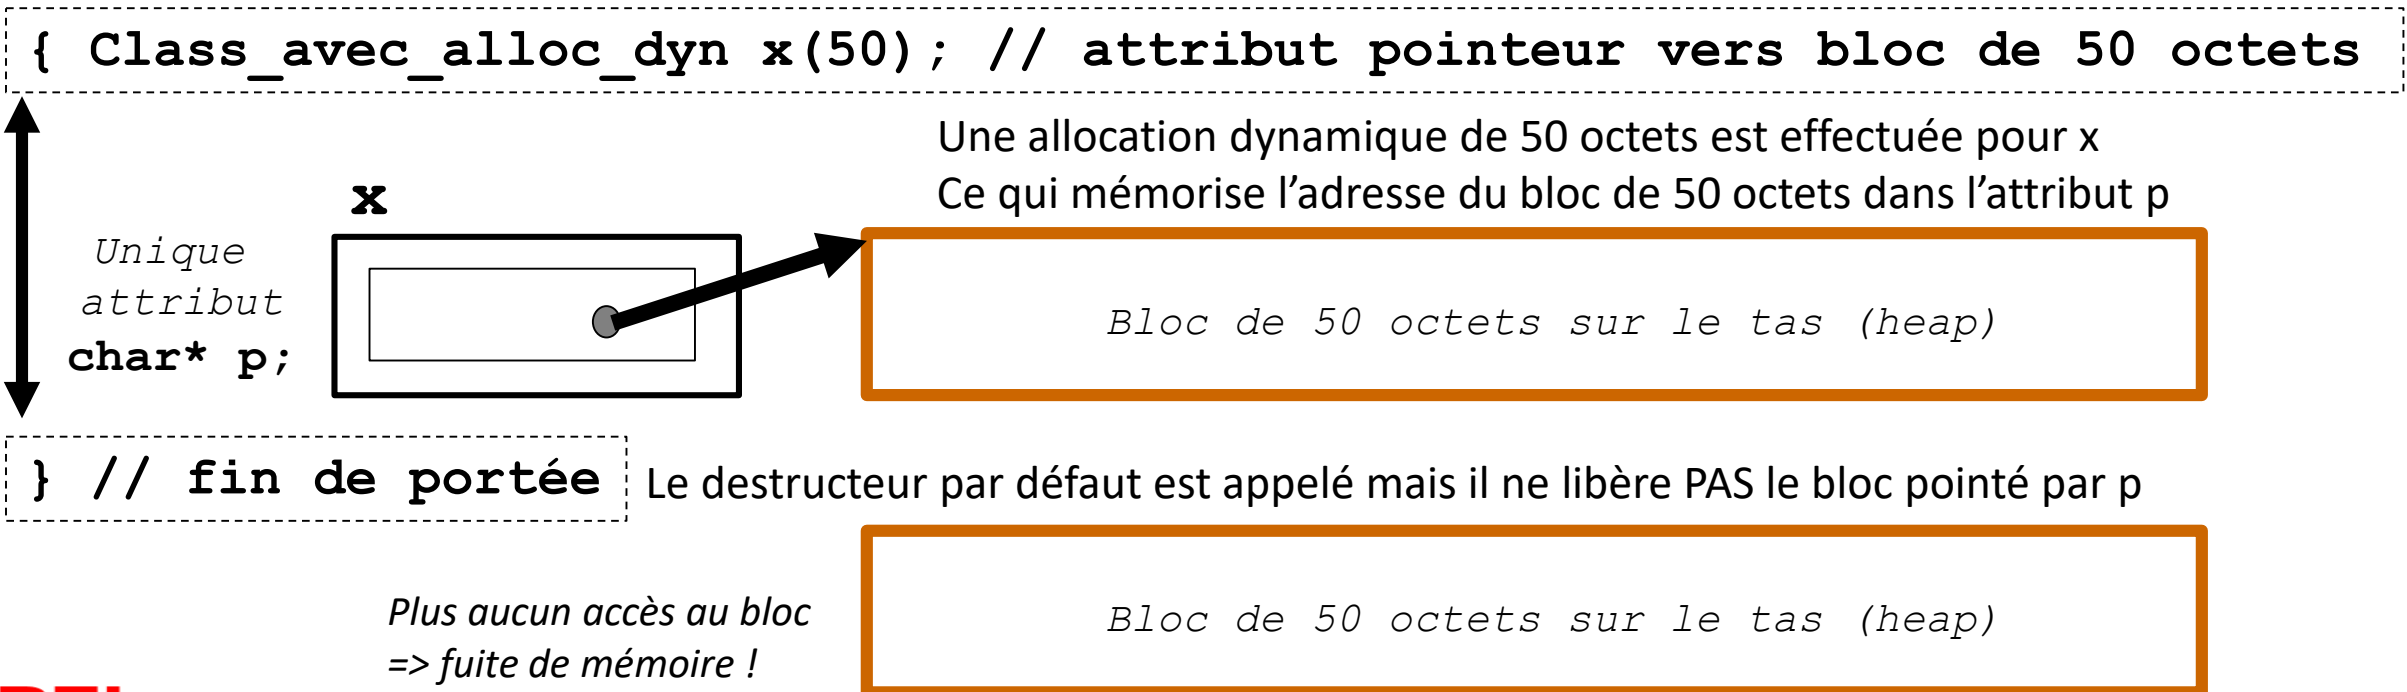 { Class_avec_alloc_dyn x(50); // attribut pointeur vers bloc de 50 octets
Une allocation dynamique de 50 octets est effectuée pour x
Ce qui mémorise l’adresse du bloc de 50 octets dans l’attribut p
x
Unique
attribut
char* p;
Bloc de 50 octets sur le tas (heap)
} // fin de portée
Le destructeur par défaut est appelé mais il ne libère PAS le bloc pointé par p
Plus aucun accès au bloc
=> fuite de mémoire !
Bloc de 50 octets sur le tas (heap)